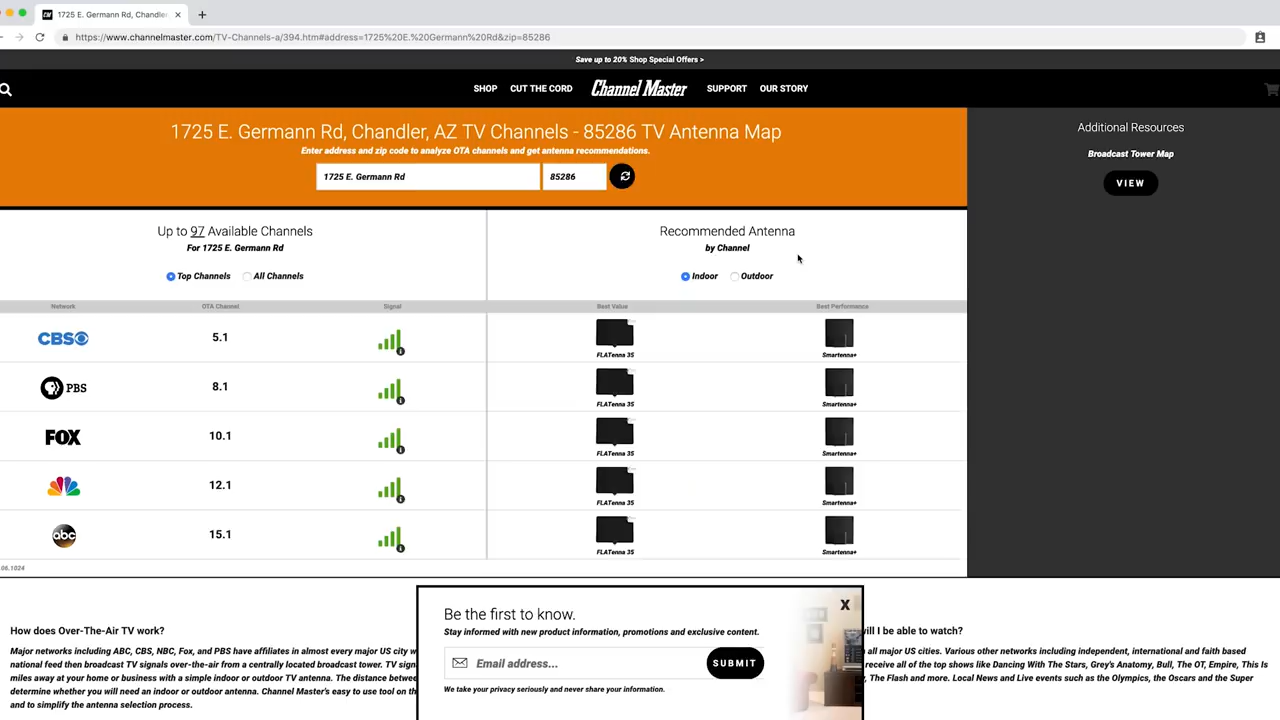 1725 E. Germann Rd, Chandler,
https://www.channelmaster.com/TV-Channels-a/394.htm#address=1725%20E.%20Germann%20Rd&zip=85286
Save up to 20% Shop Special Offers >
SHOP CUT THE CORD Channel Master SUPPORT OUR STORY
1725 E. Germann Rd, Chandler, AZ TV Channels - 85286 TV Antenna Map
Enter address and zip code to analyze OTA channels and get antenna recommendations.
1725 E. Germann Rd 85286
Additional Resources
Broadcast Tower Map
VIEW
Up to 97 Available Channels
For 1725 E. Germann Rd
Top Channels All Channels
Recommended Antenna
by Channel
Indoor Outdoor
Network OTA Channel Signal Best Value Best Performance
CBS 5.1
FLATenna 35 Smartenna+
PBS 8.1
FLATenna 35 Smartenna+
FOX 10.1
FLATenna 35 Smartenna+
12.1
FLATenna 35 Smartenna+
abc 15.1
FLATenna 35 Smartenna+
.06.1024
How does Over-The-Air TV work?
Major networks including ABC, CBS, NBC, Fox, and PBS have affiliates in almost every major US city w
national feed then broadcast TV signals over-the-air from a centrally located broadcast tower. TV sign
miles away at your home or business with a simple indoor or outdoor TV antenna. The distance between
determine whether you will need an indoor or outdoor antenna. Channel Master's easy to use tool on th
and to simplify the antenna selection process.
Be the first to know.
X
Stay informed with new product information, promotions and exclusive content.
Email address...
SUBMIT
We take your privacy seriously and never share your information.
will I be able to watch?
all major US cities. Various other networks including independent, international and faith based
receive all of the top shows like Dancing With The Stars, Grey's Anatomy, Bull, The OT, Empire, This Is
, The Flash and more. Local News and Live events such as the Olympics, the Oscars and the Super